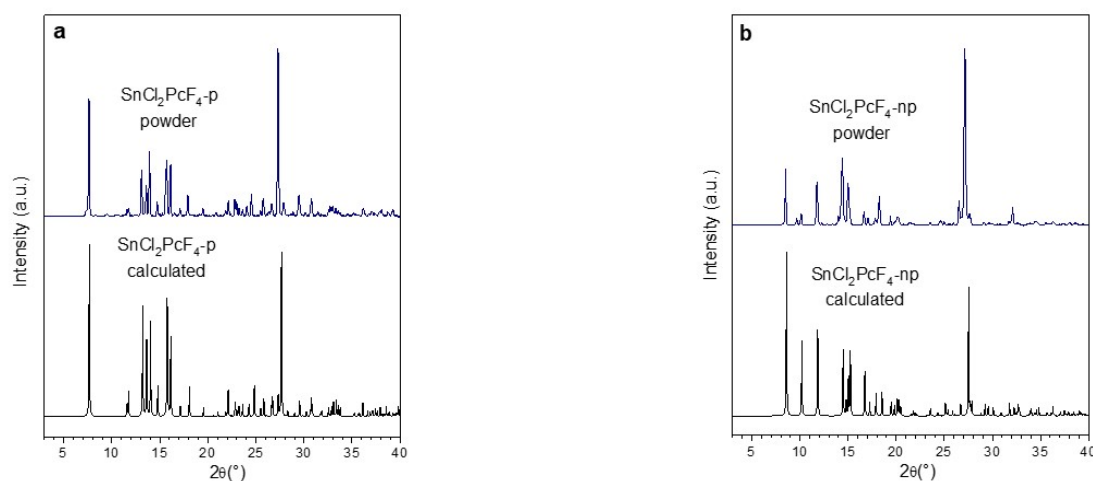 a
SnCl₂PcF₄-p
powder
SnCl₂PcF₄-p
calculated
Intensity (a.u.)
5 10 15 20 25 30 35 40
2θ(°)
b
SnCl₂PcF₄-np
powder
SnCl₂PcF₄-np
calculated
Intensity (a.u.)
5 10 15 20 25 30 35 40
2θ(°)